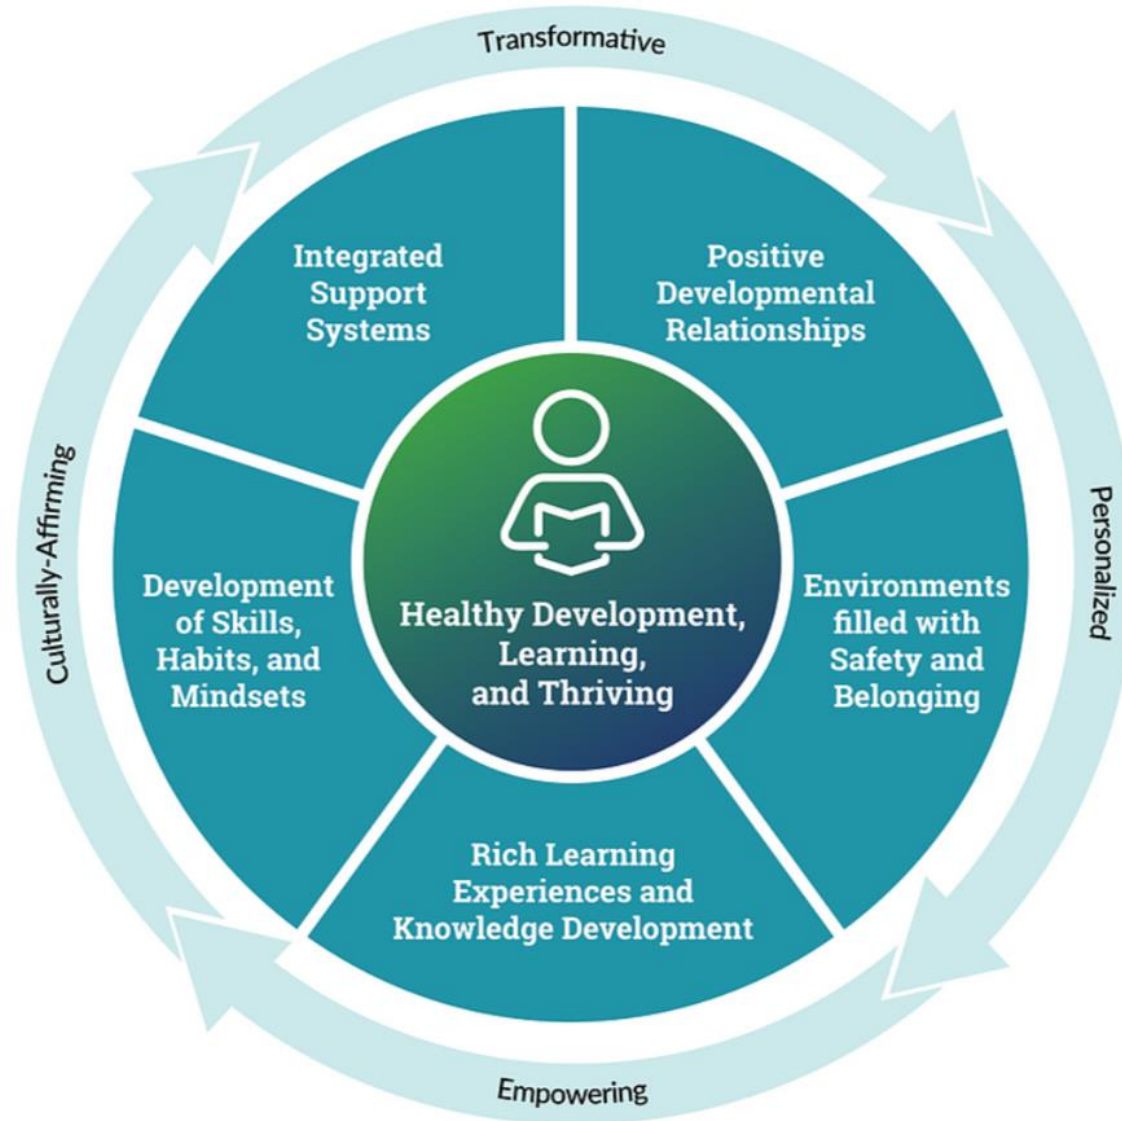 Transformative
Integrated
Support
Systems
Positive
Developmental
Relationships
Culturally-Affirming
Personalized
Development
of Skills,
Habits, and
Mindsets
Healthy Development,
Learning,
and Thriving
Environments
filled with
Safety and
Belonging
Rich Learning
Experiences and
Knowledge Development
Empowering